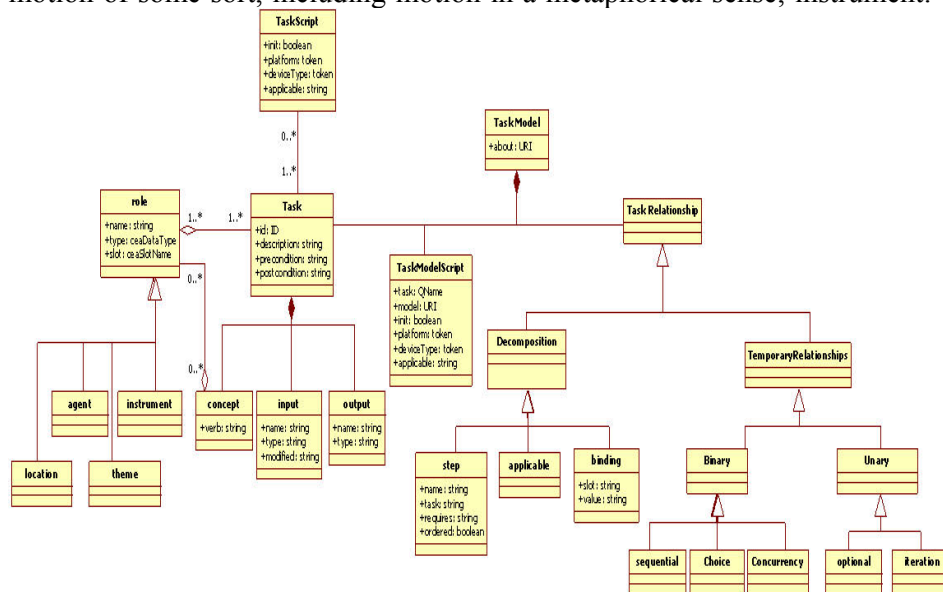 motion of some sort, including motion in a metaphorical sense, instrument:
TaskScript
+init: boolean
+platform: token
+deviceType: token
+applicable: string
TaskModel
+about: URI
0..*
1..*
role
+name: string
+type: ceaDataType
+slot: ceaSlotName
1..*
1..*
Task
+id: ID
+description: string
+precondition: string
+postcondition: string
Task Relationship
TaskModelScript
+task: QName
+model: URI
+init: boolean
+platform: token
+deviceType: token
+applicable: string
0..*
0..*
Decomposition
TemporaryRelationships
agent
instrument
concept
+verb: string
input
+name: string
+type: string
+modified: string
output
+name: string
+type: string
location
theme
step
+name: string
+task: string
+requires: string
+ordered: boolean
applicable
binding
+slot: string
+value: string
Binary
Unary
sequential
Choice
Concurrency
optional
iteration